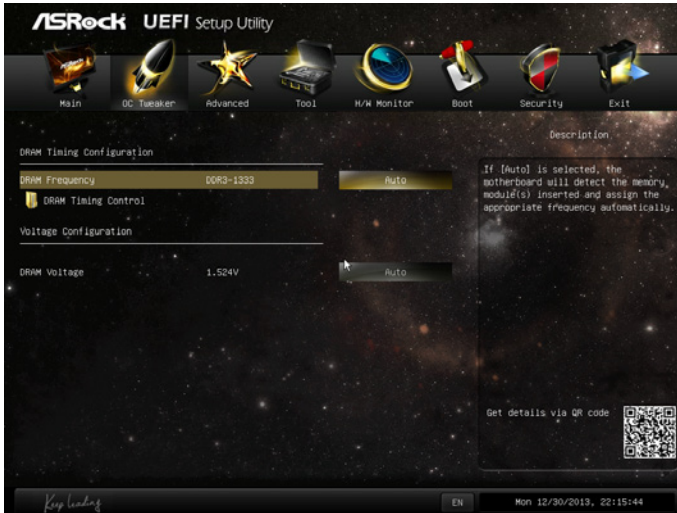 ASRock UEFI Setup Utility
Main OC Tweaker Advanced Tool H/W Monitor Boot Security Exit
Description
DRAM Timing Configuration
If [Auto] is selected, the
DRAM Frequency DDR3-1333 Auto
motherboard will detect the memory
module(s) inserted and assign the
DRAM Timing Control
appropriate frequency automatically.
Voltage Configuration
DRAM Voltage 1.524V Auto
Get details via QR code
Keep Leading
EN Mon 12/30/2013, 22:15:44